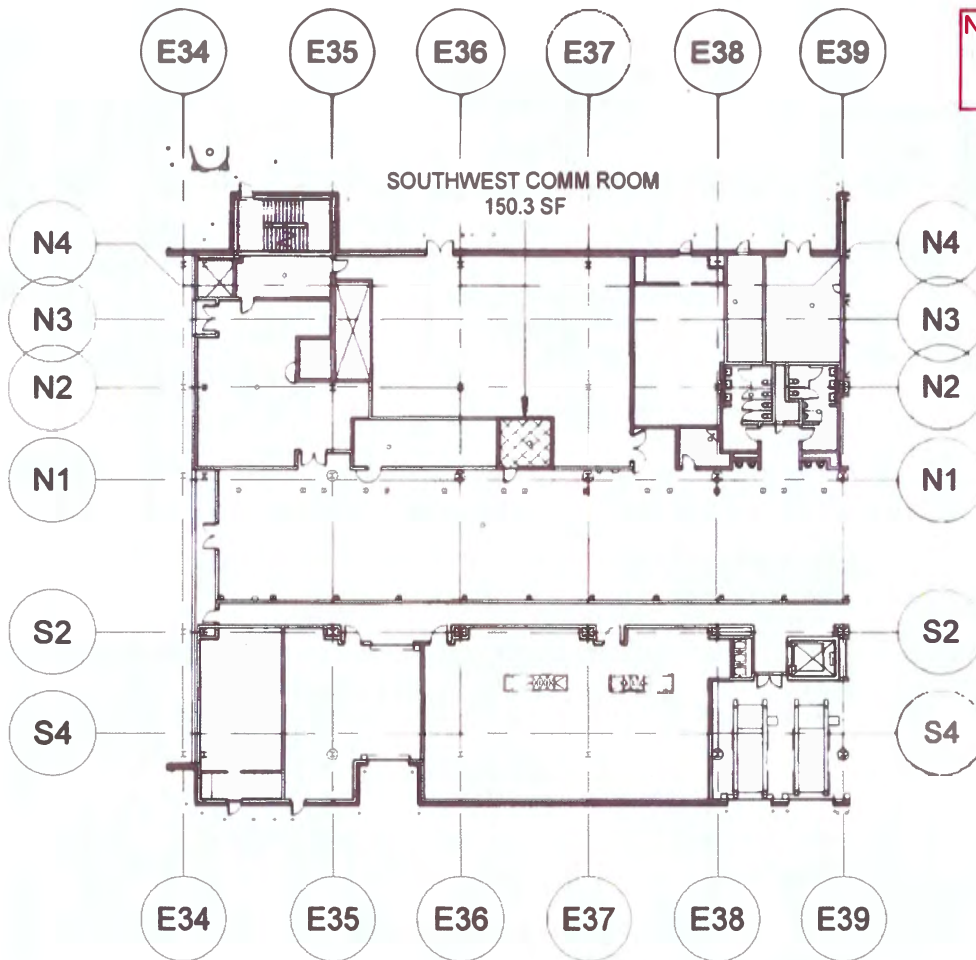 E34 E35 E36 E37 E38 E39
N
SOUTHWEST COMM ROOM
150.3 SF
N4 N4
N3 N3
N2 N2
N1 N1
S2 S2
S4 S4
E34 E35 E36 E37 E38 E39